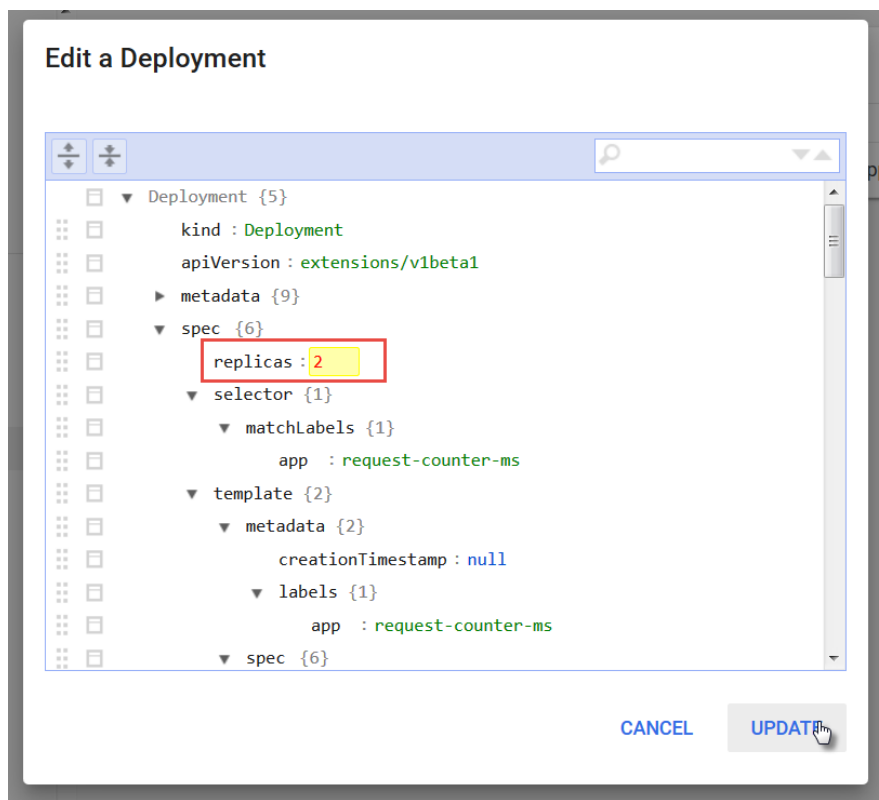 Edit a Deployment
Deployment {5}
kind : Deployment
apiVersion : extensions/v1beta1
metadata {9}
spec {6}
replicas : 2
selector {1}
matchLabels {1}
app : request-counter-ms
template {2}
metadata {2}
creationTimestamp : null
labels {1}
app : request-counter-ms
spec {6}
CANCEL UPDATE